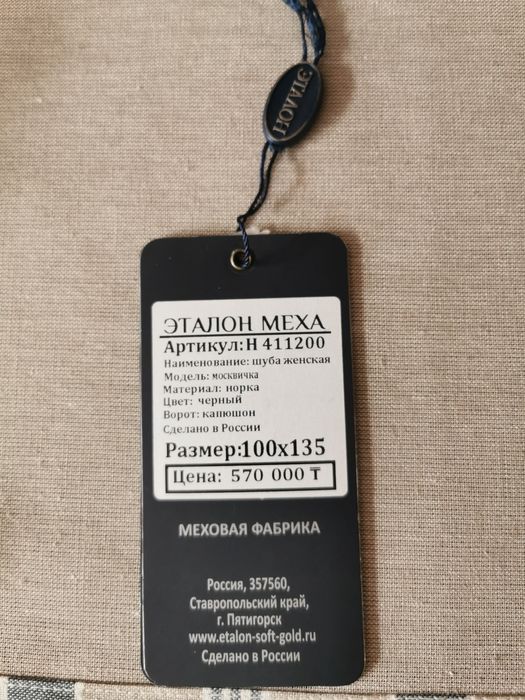 ЭТАЛОН МЕХА
Артикул:Н 411200
Наименование: шуба женская
Модель: москвичка
Материал: норка
Цвет: черный
Ворот: капюшон
Сделано в России
Размер:100x135
Цена: 570 000 ₸
МЕХОВАЯ ФАБРИКА
Россия, 357560,
Ставропольский край,
г. Пятигорск
www.etalon-soft-gold.ru
Сделано в России